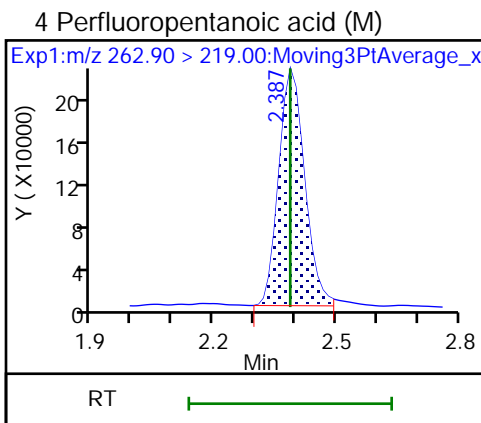 4 Perfluoropentanoic acid (M)
Exp1:m/z 262.90 > 219.00:Moving3PtAverage_x
2.387
Y ( X10000)
20
16
12
8
4
0
1.9 2.2 2.5 2.8
Min
RT